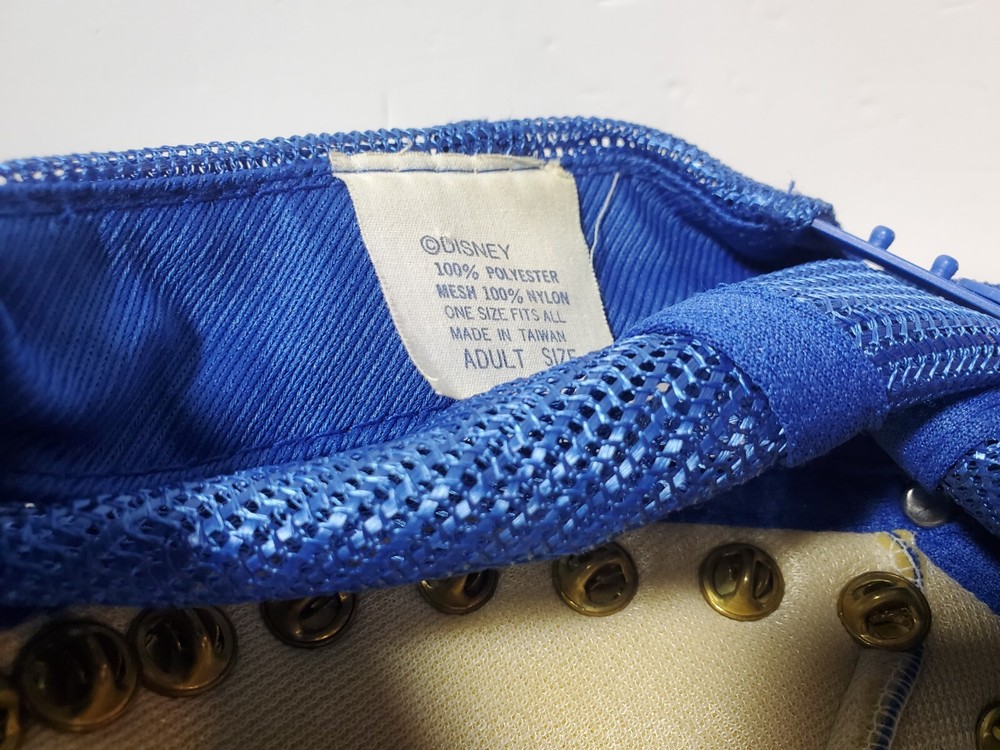 ©DISNEY
100% POLYESTER
MESH 100% NYLON
ONE SIZE FITS ALL
MADE IN TAIWAN
ADULT SIZE